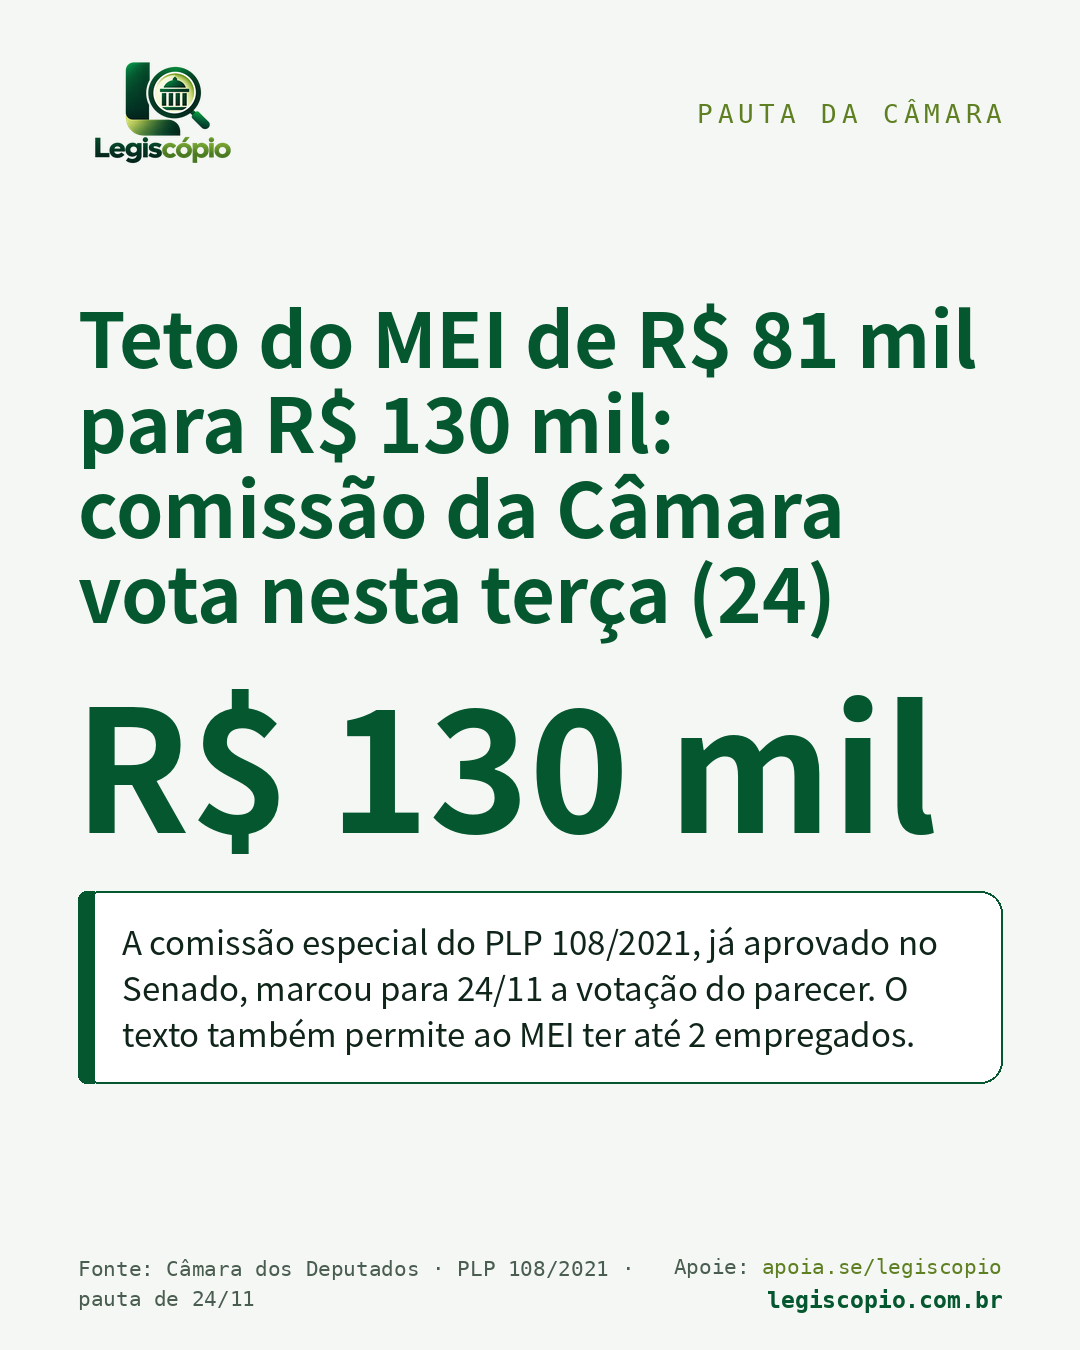 Legiscópio
PAUTA DA CÂMARA
Teto do MEI de R$ 81 mil
para R$ 130 mil:
comissão da Câmara
vota nesta terça (24)
R$ 130 mil
A comissão especial do PLP 108/2021, já aprovado no
Senado, marcou para 24/11 a votação do parecer. O
texto também permite ao MEI ter até 2 empregados.
Fonte: Câmara dos Deputados · PLP 108/2021 ·
pauta de 24/11
Apoie: apoia.se/legiscopio
legiscopio.com.br